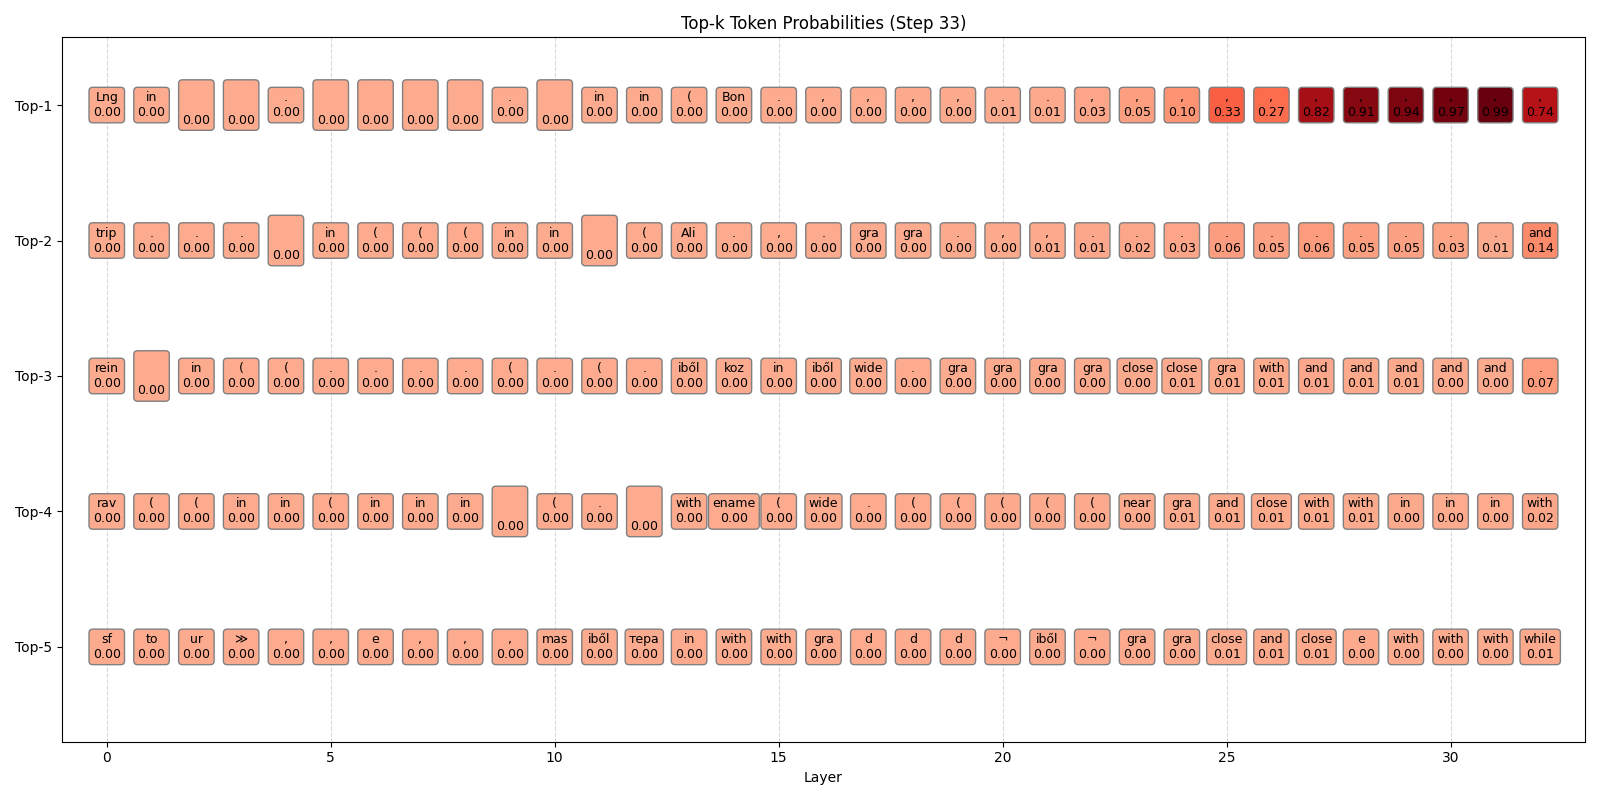 Top-k Token Probabilities (Step 33)
Top-1
Lng in . . in in ( Bon . , , , , . . , , , , , , , , , , ,
0.00 0.00 0.00 0.00 0.00 0.00 0.00 0.00 0.00 0.00 0.00 0.00 0.00 0.00 0.00 0.00 0.00 0.00 0.00 0.00 0.01 0.01 0.03 0.05 0.10 0.33 0.27 0.82 0.91 0.94 0.97 0.99 0.74
Top-2
trip . . . in ( ( ( in in ( Ali . , . gra gra . , , . . . . . . . . . . and
0.00 0.00 0.00 0.00 0.00 0.00 0.00 0.00 0.00 0.00 0.00 0.00 0.00 0.00 0.00 0.00 0.00 0.00 0.00 0.00 0.00 0.01 0.01 0.02 0.03 0.06 0.05 0.06 0.05 0.05 0.03 0.01 0.14
Top-3
rein in ( ( . . . . ( . ( . iből koz in iből wide . gra gra gra gra close close gra with and and and and and .
0.00 0.00 0.00 0.00 0.00 0.00 0.00 0.00 0.00 0.00 0.00 0.00 0.00 0.00 0.00 0.00 0.00 0.00 0.00 0.00 0.00 0.00 0.00 0.00 0.01 0.01 0.01 0.01 0.01 0.01 0.00 0.00 0.07
Top-4
rav ( ( in in ( in in in ( . with ename ( wide . ( ( ( ( ( near gra and close with with in in in with
0.00 0.00 0.00 0.00 0.00 0.00 0.00 0.00 0.00 0.00 0.00 0.00 0.00 0.00 0.00 0.00 0.00 0.00 0.00 0.00 0.00 0.00 0.00 0.00 0.01 0.01 0.01 0.01 0.01 0.00 0.00 0.00 0.02
Top-5
sf to ur ≫ , , e , , , mas iből тера in with with gra d d d ¬ iből ¬ gra gra close and close e with with with while
0.00 0.00 0.00 0.00 0.00 0.00 0.00 0.00 0.00 0.00 0.00 0.00 0.00 0.00 0.00 0.00 0.00 0.00 0.00 0.00 0.00 0.00 0.00 0.00 0.00 0.01 0.01 0.01 0.00 0.00 0.00 0.00 0.01
0 5 10 15 20 25 30
Layer